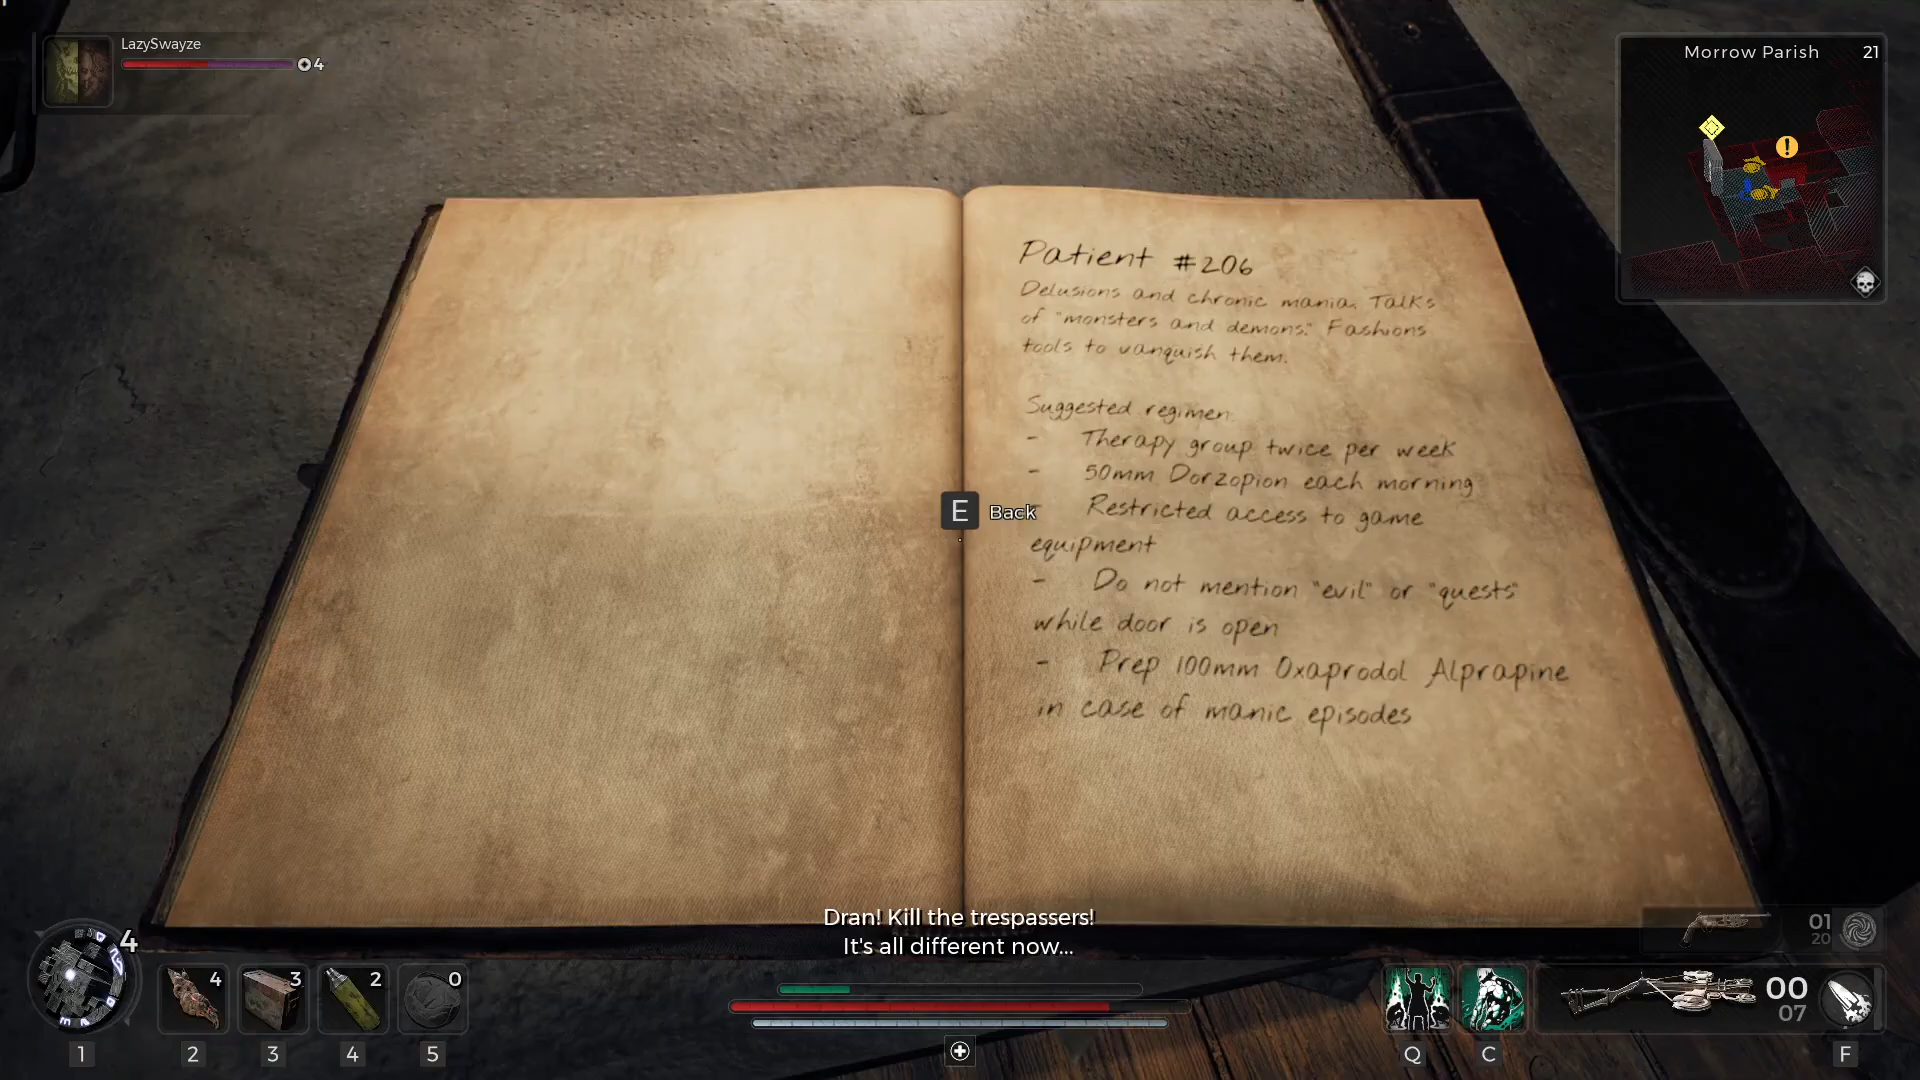 LazySwayze
4
Morrow Parish 21
Patient #206
Delusions and chronic mania. Talks
of "monsters and demons." Fashions
tools to vanquish them.
Suggested regimen
- Therapy group twice per week
- 50mm Dorzopion each morning
E Back
Restricted access to game
equipment
- Do not mention "evil" or "quests"
while door is open
- Prep 100mm Oxaprodol Alprapine
in case of manic episodes
Dran! Kill the trespassers!
It's all different now...
4
4
3
2
0
1
2
3
4
5
01
20
00
07
Q
C
F